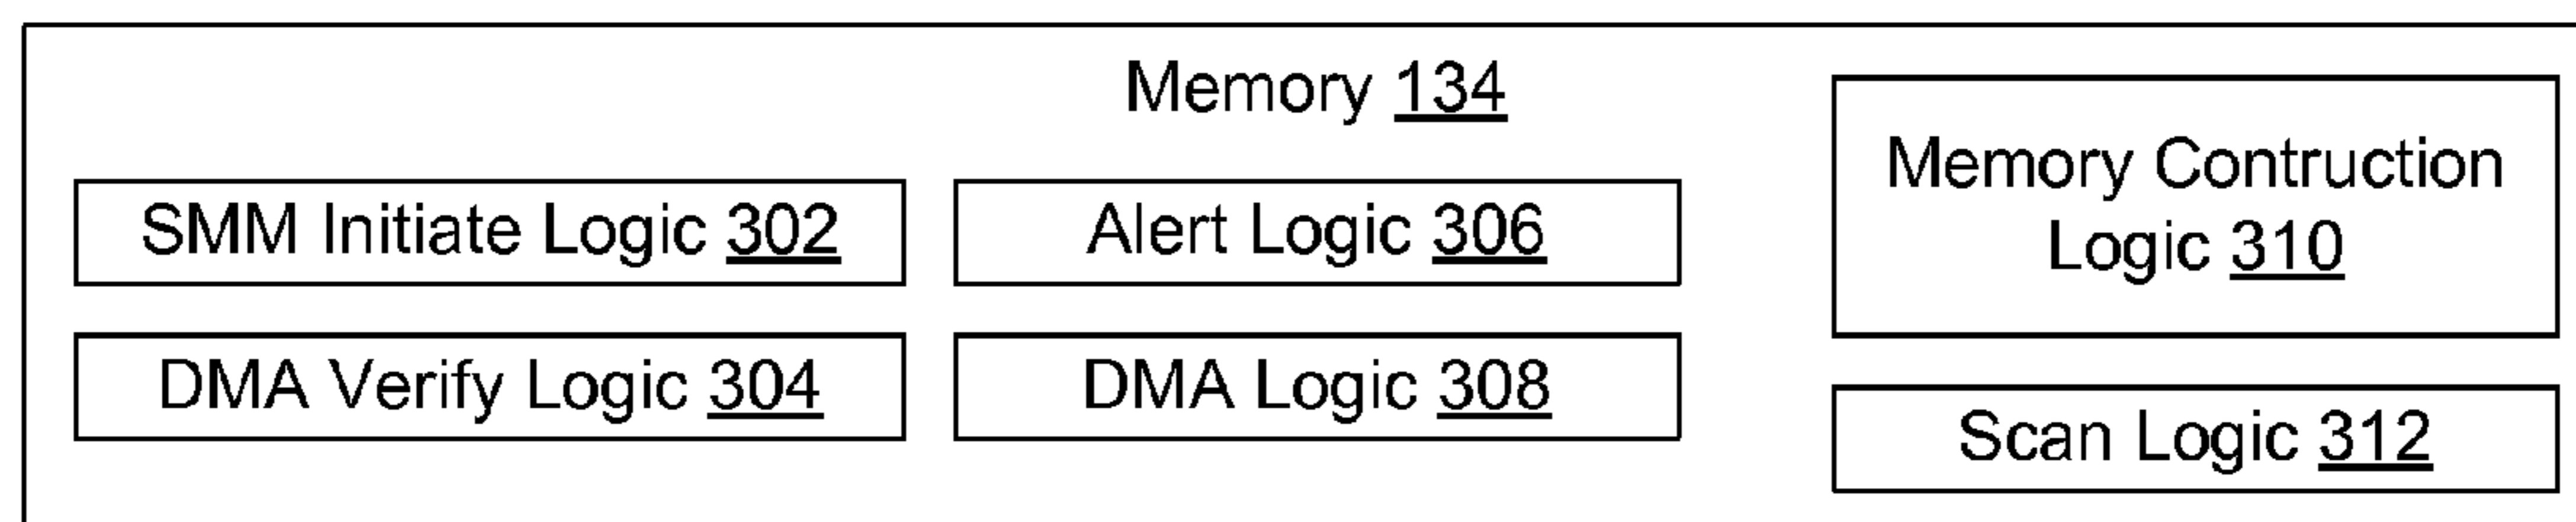 Memory 134
SMM Initiate Logic 302
Alert Logic 306
Memory Contruction
Logic 310
DMA Verify Logic 304
DMA Logic 308
Scan Logic 312